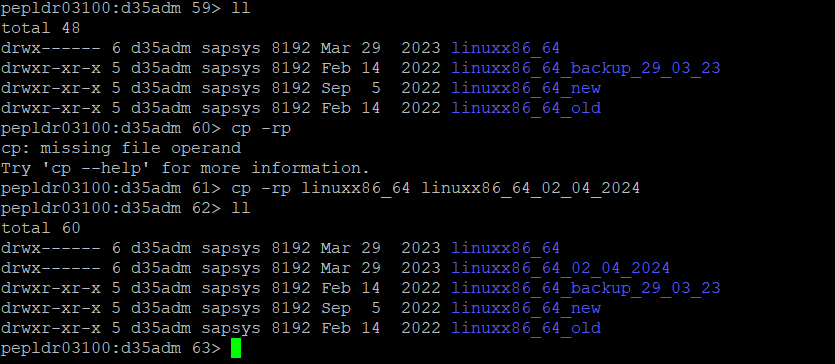 pepldr03100:d35adm 59> ll
total 48
drwx------ 6 d35adm sapsys 8192 Mar 29  2023 linuxx86_64
drwxr-xr-x 5 d35adm sapsys 8192 Feb 14  2022 linuxx86_64_backup_29_03_23
drwxr-xr-x 5 d35adm sapsys 8192 Sep  5  2022 linuxx86_64_new
drwxr-xr-x 5 d35adm sapsys 8192 Feb 14  2022 linuxx86_64_old
pepldr03100:d35adm 60> cp -rp
cp: missing file operand
Try 'cp --help' for more information.
pepldr03100:d35adm 61> cp -rp linuxx86_64 linuxx86_64_02_04_2024
pepldr03100:d35adm 62> ll
total 60
drwx------ 6 d35adm sapsys 8192 Mar 29  2023 linuxx86_64
drwx------ 6 d35adm sapsys 8192 Mar 29  2023 linuxx86_64_02_04_2024
drwxr-xr-x 5 d35adm sapsys 8192 Feb 14  2022 linuxx86_64_backup_29_03_23
drwxr-xr-x 5 d35adm sapsys 8192 Sep  5  2022 linuxx86_64_new
drwxr-xr-x 5 d35adm sapsys 8192 Feb 14  2022 linuxx86_64_old
pepldr03100:d35adm 63>